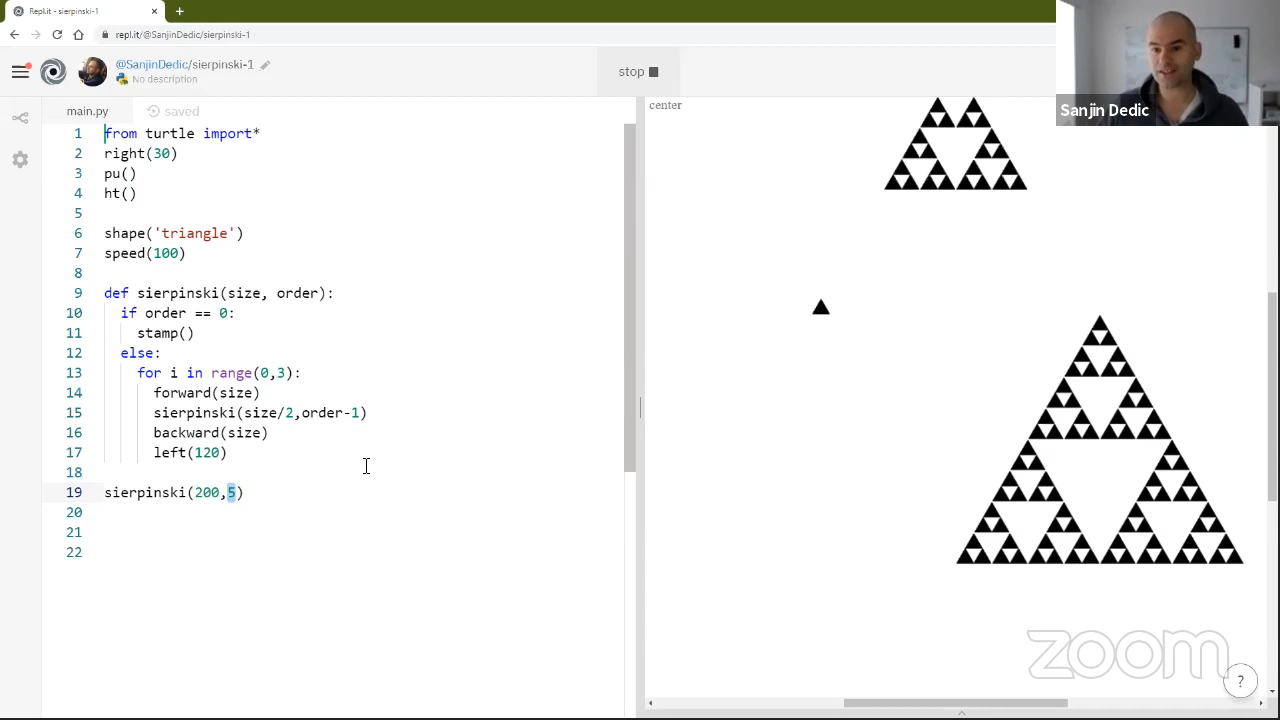 Repl.it - sierpinski-1
repl.it/@SanjinDedic/sierpinski-1
@SanjinDedic/sierpinski-1
No description
stop
Sanjin Dedic
main.py
saved
center
1 from turtle import*
2 right(30)
3 pu()
4 ht()
5
6 shape('triangle')
7 speed(100)
8
9 def sierpinski(size, order):
10 if order == 0:
11 stamp()
12 else:
13 for i in range(0,3):
14 forward(size)
15 sierpinski(size/2,order-1)
16 backward(size)
17 left(120)
18
19 sierpinski(200,5)
20
21
22
zoom
?